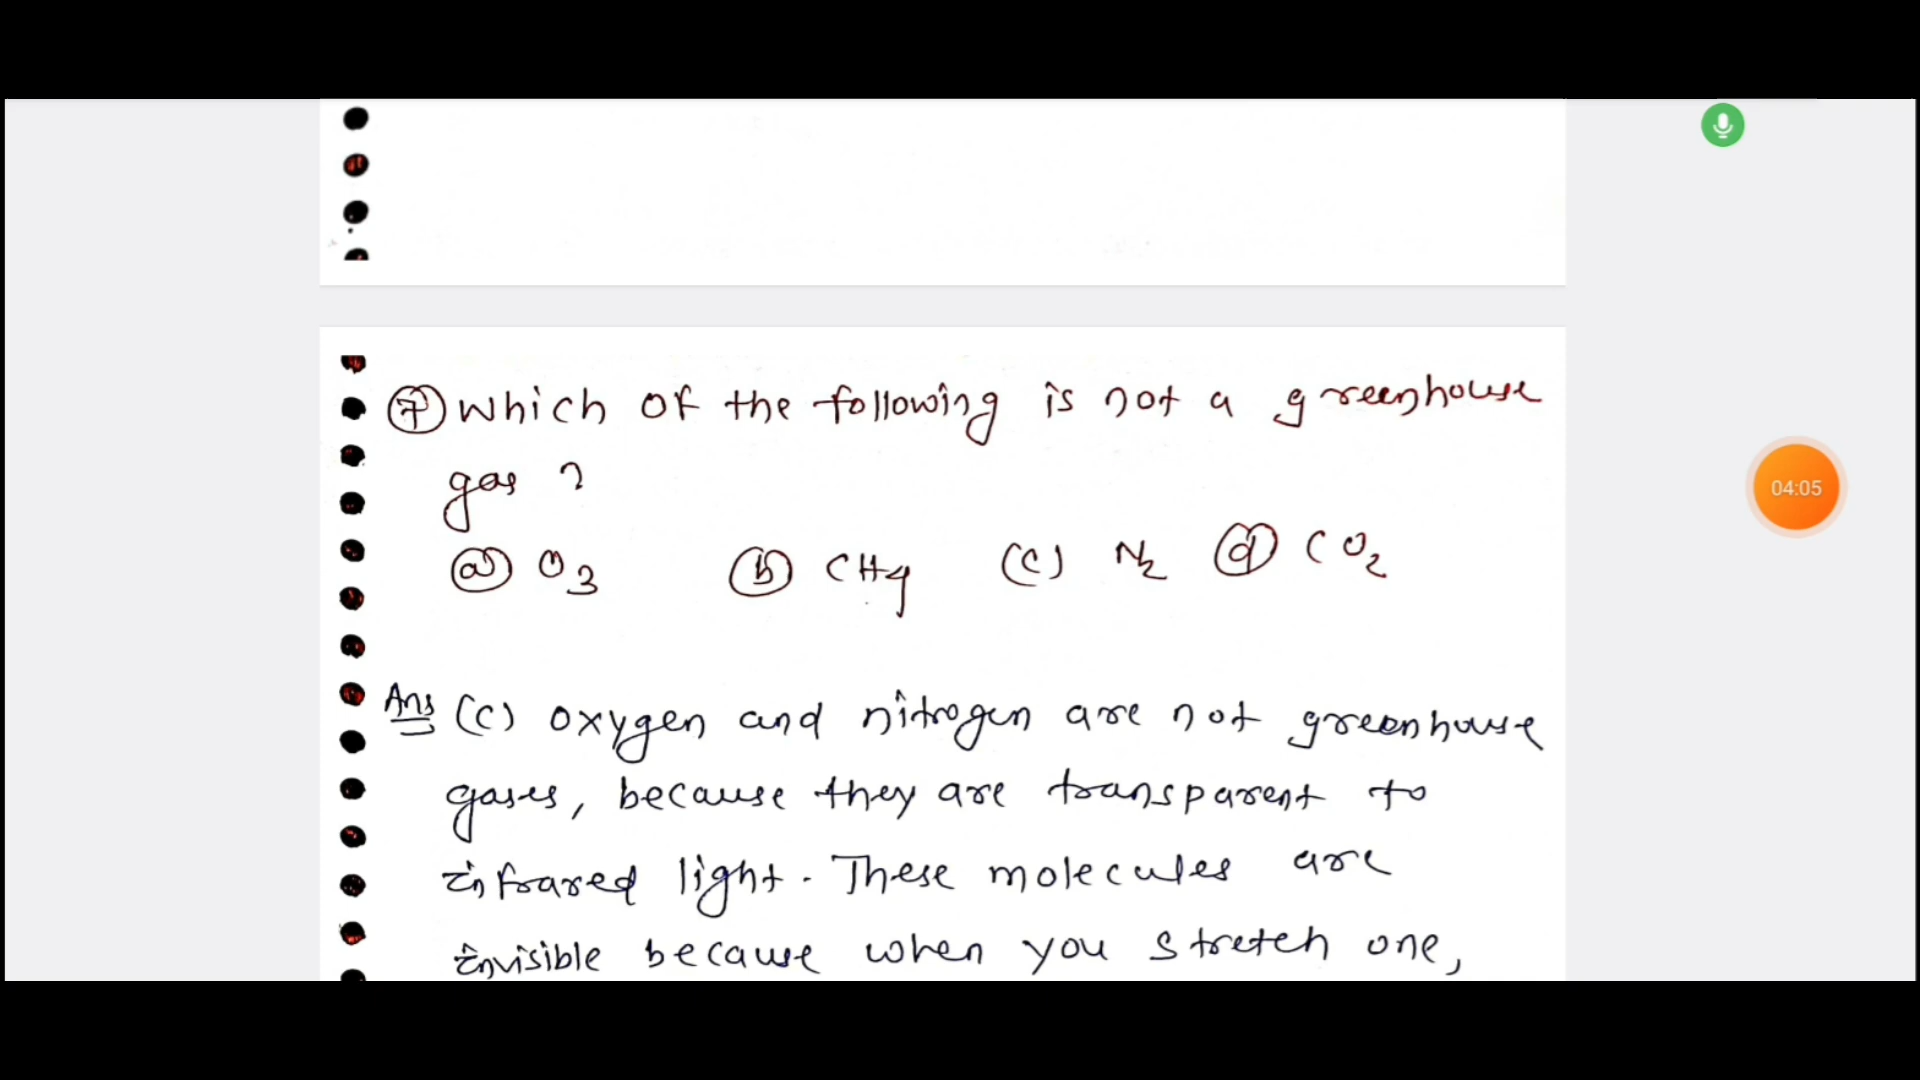 ⑦ Which of the following is not a greenhouse
gas ?
ⓐ O3 ⓑ CH4 (c) N2 ⓓ CO2
04:05
Ans (c) oxygen and nitrogen are not greenhouse
gases, because they are transparent to
infrared light. These molecules are
invisible because when you stretch one,